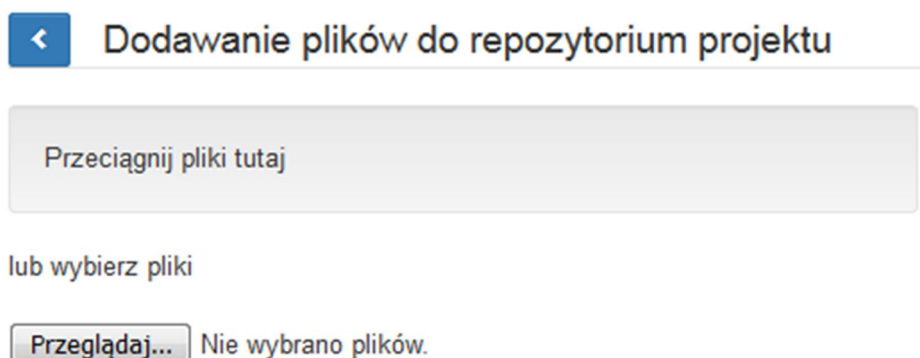 Dodawanie plików do repozytorium projektu
Przeciągnij pliki tutaj
lub wybierz pliki
Przeglądaj... Nie wybrano plików.